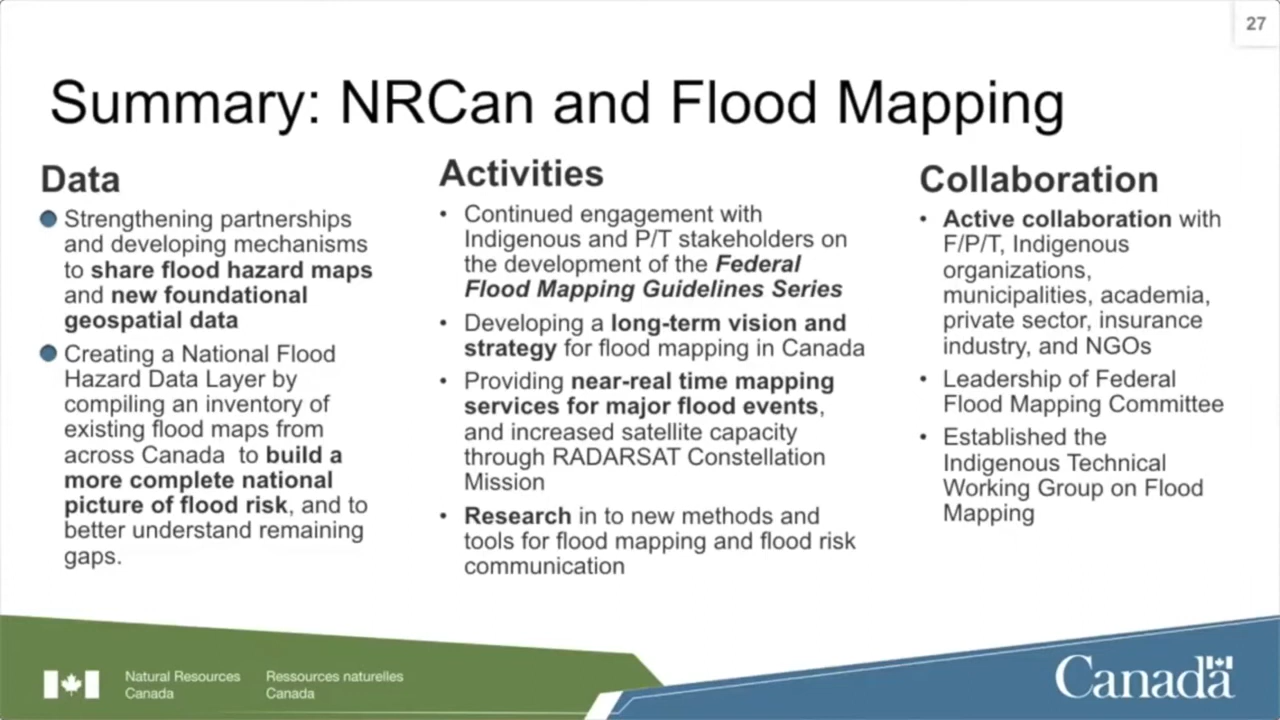 27
Summary: NRCan and Flood Mapping
Data
Strengthening partnerships
and developing mechanisms
to share flood hazard maps
and new foundational
geospatial data
Creating a National Flood
Hazard Data Layer by
compiling an inventory of
existing flood maps from
across Canada to build a
more complete national
picture of flood risk, and to
better understand remaining
gaps.
Activities
• Continued engagement with
Indigenous and P/T stakeholders on
the development of the Federal
Flood Mapping Guidelines Series
• Developing a long-term vision and
strategy for flood mapping in Canada
• Providing near-real time mapping
services for major flood events,
and increased satellite capacity
through RADARSAT Constellation
Mission
• Research in to new methods and
tools for flood mapping and flood risk
communication
Collaboration
• Active collaboration with
F/P/T, Indigenous
organizations,
municipalities, academia,
private sector, insurance
industry, and NGOs
• Leadership of Federal
Flood Mapping Committee
• Established the
Indigenous Technical
Working Group on Flood
Mapping
Natural Resources
Canada
Ressources naturelles
Canada
Canada